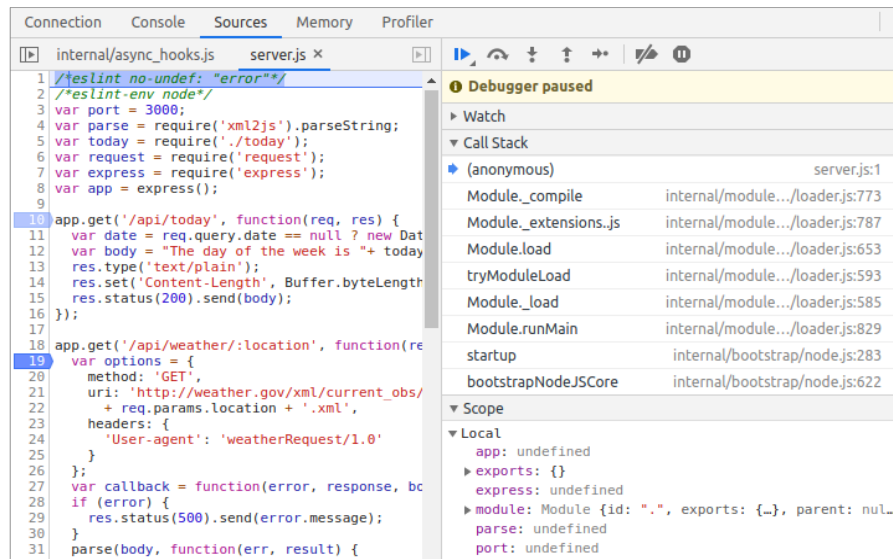 Connection Console Sources Memory Profiler
internal/async_hooks.js server.js ×
1 /*eslint no-undef: "error"*/
2 /*eslint-env node*/
3 var port = 3000;
4 var parse = require('xml2js').parseString;
5 var today = require('./today');
6 var request = require('request');
7 var express = require('express');
8 var app = express();
9
10 app.get('/api/today', function(req, res) {
11 var date = req.query.date == null ? new Dat
12 var body = "The day of the week is "+ today
13 res.type('text/plain');
14 res.set('Content-Length', Buffer.byteLength
15 res.status(200).send(body);
16 });
17
18 app.get('/api/weather/:location', function(re
19 var options = {
20 method: 'GET',
21 uri: 'http://weather.gov/xml/current_obs/
22 + req.params.location + '.xml',
23 headers: {
24 'User-agent': 'weatherRequest/1.0'
25 }
26 };
27 var callback = function(error, response, bo
28 if (error) {
29 res.status(500).send(error.message);
30 }
31 parse(body, function(err, result) {
Debugger paused
Watch
Call Stack
(anonymous) server.js:1
Module._compile internal/module…/loader.js:773
Module._extensions..js internal/module…/loader.js:787
Module.load internal/module…/loader.js:653
tryModuleLoad internal/module…/loader.js:593
Module._load internal/module…/loader.js:585
Module.runMain internal/module…/loader.js:829
startup internal/bootstrap/node.js:283
bootstrapNodeJSCore internal/bootstrap/node.js:622
Scope
Local
app: undefined
exports: {}
express: undefined
module: Module {id: ".", exports: {…}, parent: nul…
parse: undefined
port: undefined